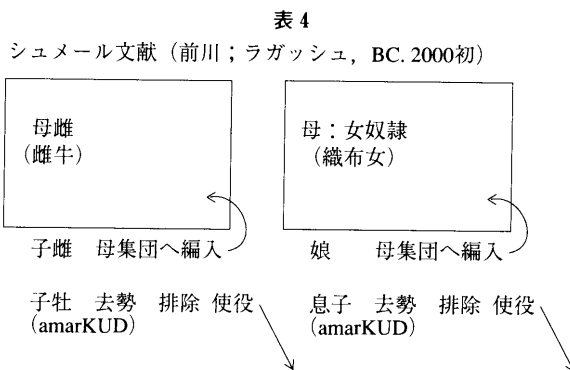 表4
シュメール文献（前川；ラガッシュ，BC. 2000初）
母雌
（雌牛）
子雌　母集団へ編入
子牡　去勢　排除 使役
(amarKUD)
母：女奴隷
（織布女）
娘　母集団へ編入
息子　去勢　排除 使役
(amarKUD)